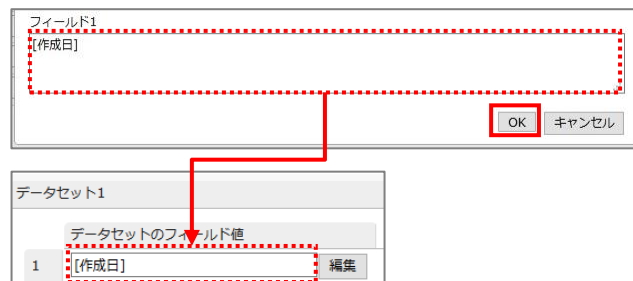 フィールド1
[作成日]
OK キャンセル
データセット1
データセットのフィールド値
1 [作成日] 編集